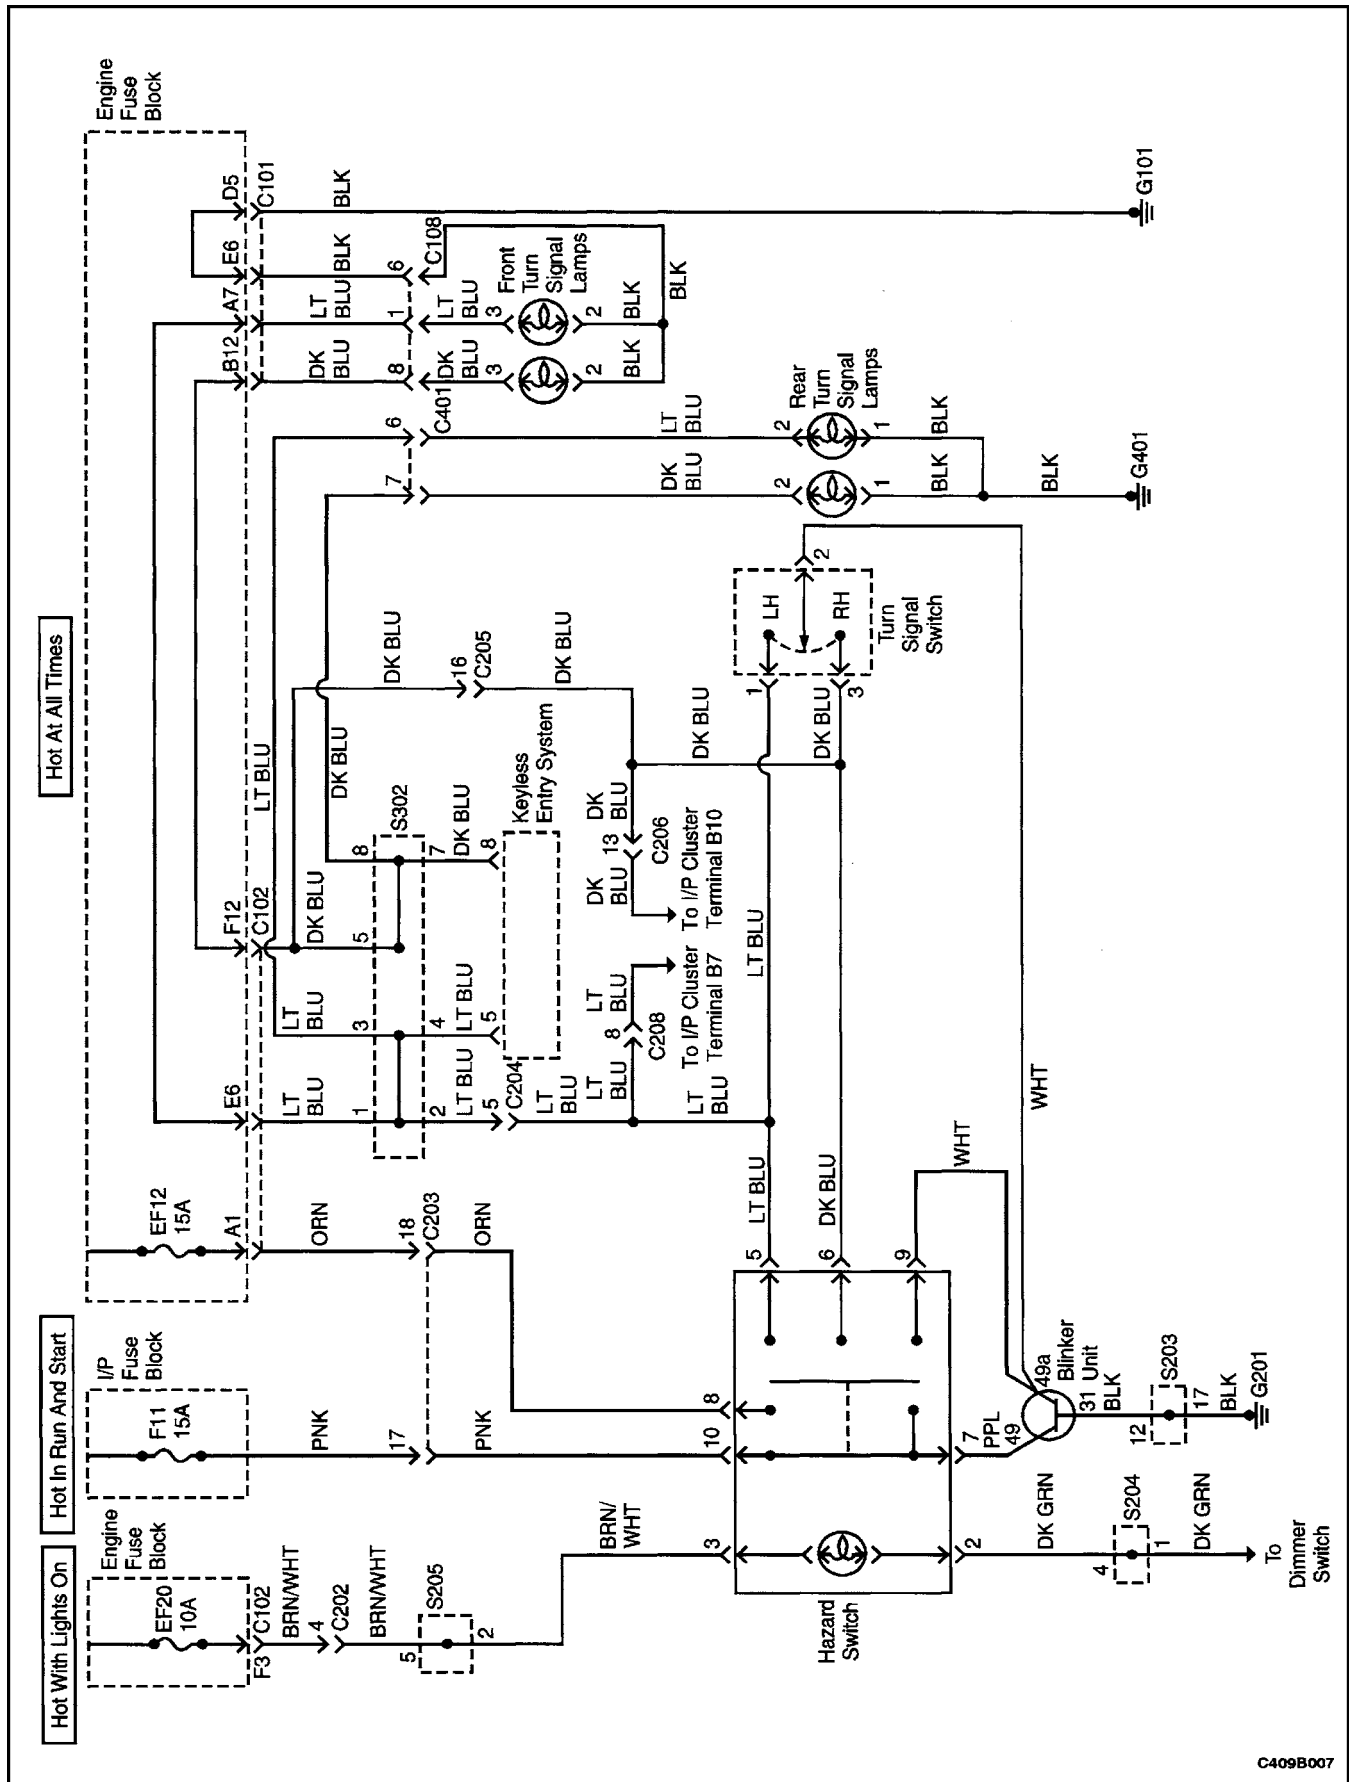 Hot With Lights On
Hot In Run And Start
Hot At All Times
Engine
Fuse
Block
EF20
10A
F3
C102
BRN/WHT
4
C202
BRN/WHT
5
S205
2
BRN/
WHT
3
Hazard
Switch
2
DK GRN
4
S204
1
DK GRN
To
Dimmer
Switch
I/P
Fuse
Block
F11
15A
PNK
17
PNK
10
7
PPL
49
EF12
15A
A1
ORN
18
C203
ORN
8
49a
Blinker
Unit
31
BLK
12
S203
17
BLK
G201
E6
LT
BLU
1
2
LT BLU
5
C204
LT
BLU
LT
BLU
8
C208
LT
BLU
To I/P Cluster
Terminal B7
LT
BLU
LT BLU
5
DK BLU
6
9
WHT
WHT
LT
BLU
3
4
LT BLU
5
F12
C102
DK BLU
5
S302
8
7
DK BLU
8
Keyless
Entry System
LT BLU
DK BLU
DK
BLU
13
C206
DK
BLU
To I/P Cluster
Terminal B10
LT BLU
DK BLU
16
C205
DK BLU
DK BLU
DK BLU
1
3
LH
RH
2
Turn
Signal
Switch
7
6
C401
DK
BLU
LT
BLU
2
2
Rear
Turn
Signal
Lamps
1
1
BLK
BLK
BLK
G401
B12
A7
E6
D5
C101
Engine
Fuse
Block
DK
BLU
LT
BLU
BLK
BLK
8
1
6
C108
DK
BLU
LT
BLU
3
3
Front
Turn
Signal
Lamps
2
2
BLK
BLK
BLK
G101
C409B007